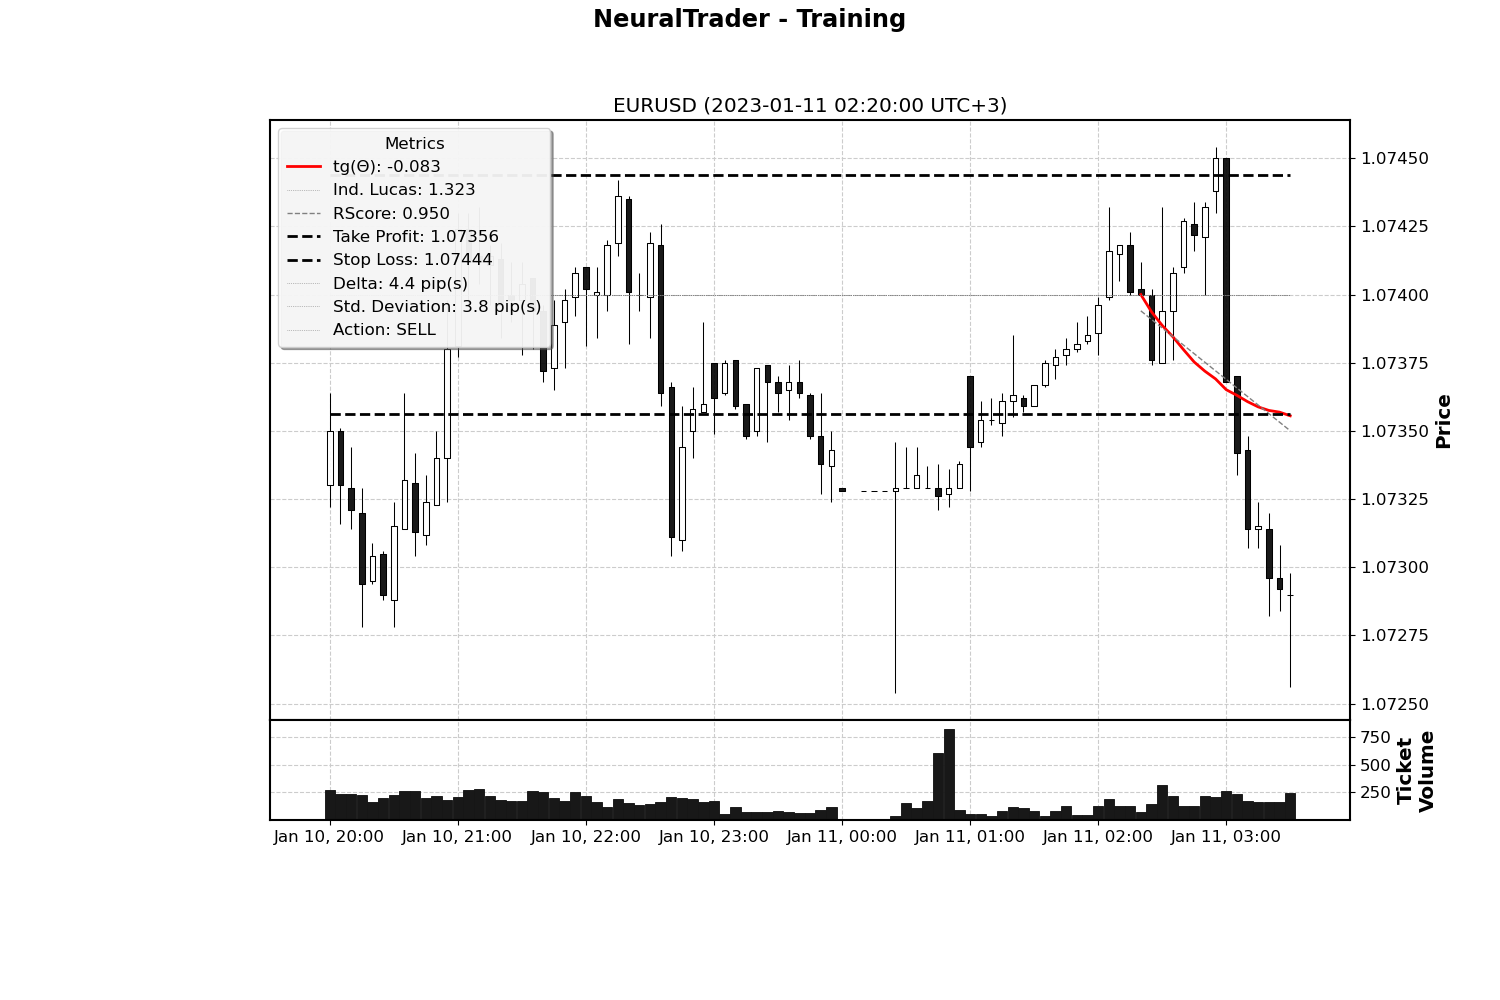 NeuralTrader - Training
EURUSD (2023-01-11 02:20:00 UTC+3)
Metrics
tg(Θ): -0.083
Ind. Lucas: 1.323
RScore: 0.950
Take Profit: 1.07356
Stop Loss: 1.07444
Delta: 4.4 pip(s)
Std. Deviation: 3.8 pip(s)
Action: SELL
1.07450
1.07425
1.07400
1.07375
1.07350
1.07325
1.07300
1.07275
1.07250
Price
750
500
250
Ticket
Volume
Jan 10, 20:00 Jan 10, 21:00 Jan 10, 22:00 Jan 10, 23:00 Jan 11, 00:00 Jan 11, 01:00 Jan 11, 02:00 Jan 11, 03:00